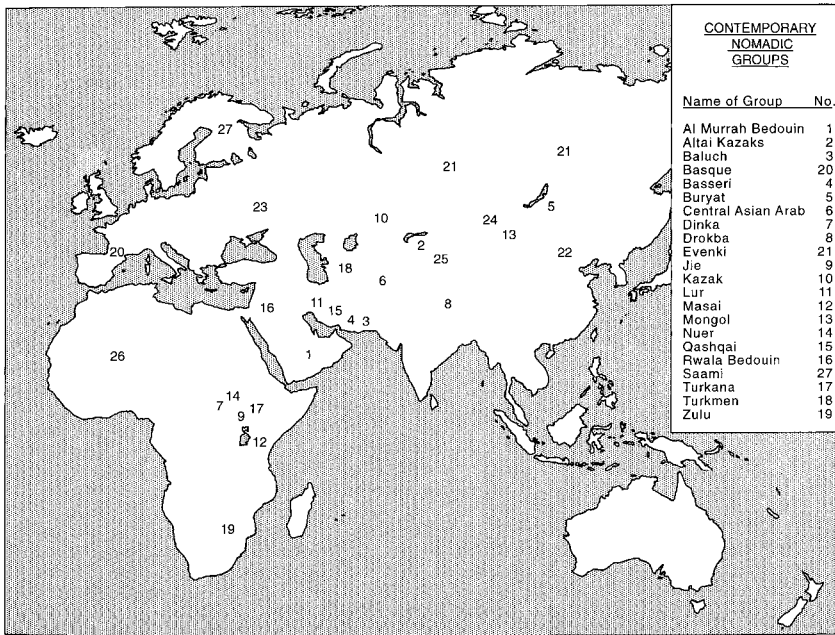 CONTEMPORARY
NOMADIC
GROUPS
Name of Group No.
Al Murrah Bedouin 1
Altai Kazaks 2
Baluch 3
Basque 20
Basseri 4
Buryat 5
Central Asian Arab 6
Dinka 7
Drokba 8
Evenki 21
Jie 9
Kazak 10
Lur 11
Masai 12
Mongol 13
Nuer 14
Qashqai 15
Rwala Bedouin 16
Saami 27
Turkana 17
Turkmen 18
Zulu 19
27
21 21
23
10
24
5
13
2
20
25
22
18
6
11
15
8
16
4 3
1
26
14
7
17
9
12
19